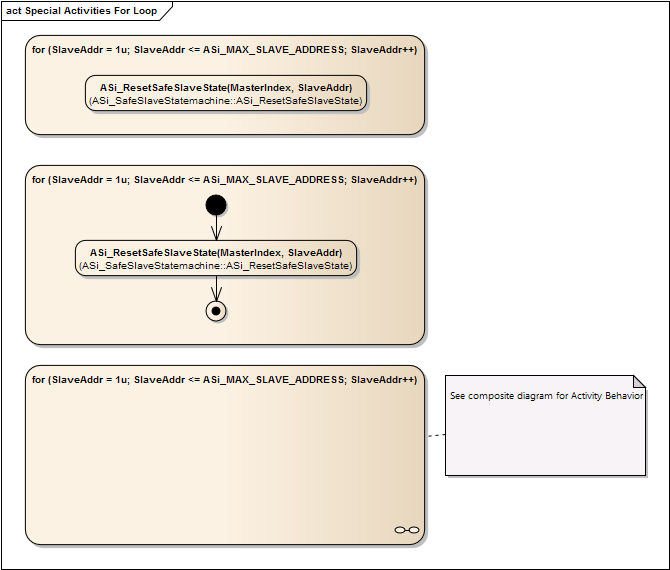 act Special Activities For Loop
for (SlaveAddr = 1u; SlaveAddr <= ASi_MAX_SLAVE_ADDRESS; SlaveAddr++)
ASi_ResetSafeSlaveState(MasterIndex, SlaveAddr)
(ASi_SafeSlaveStatemachine::ASi_ResetSafeSlaveState)
for (SlaveAddr = 1u; SlaveAddr <= ASi_MAX_SLAVE_ADDRESS; SlaveAddr++)
ASi_ResetSafeSlaveState(MasterIndex, SlaveAddr)
(ASi_SafeSlaveStatemachine::ASi_ResetSafeSlaveState)
for (SlaveAddr = 1u; SlaveAddr <= ASi_MAX_SLAVE_ADDRESS; SlaveAddr++)
See composite diagram for Activity Behavior